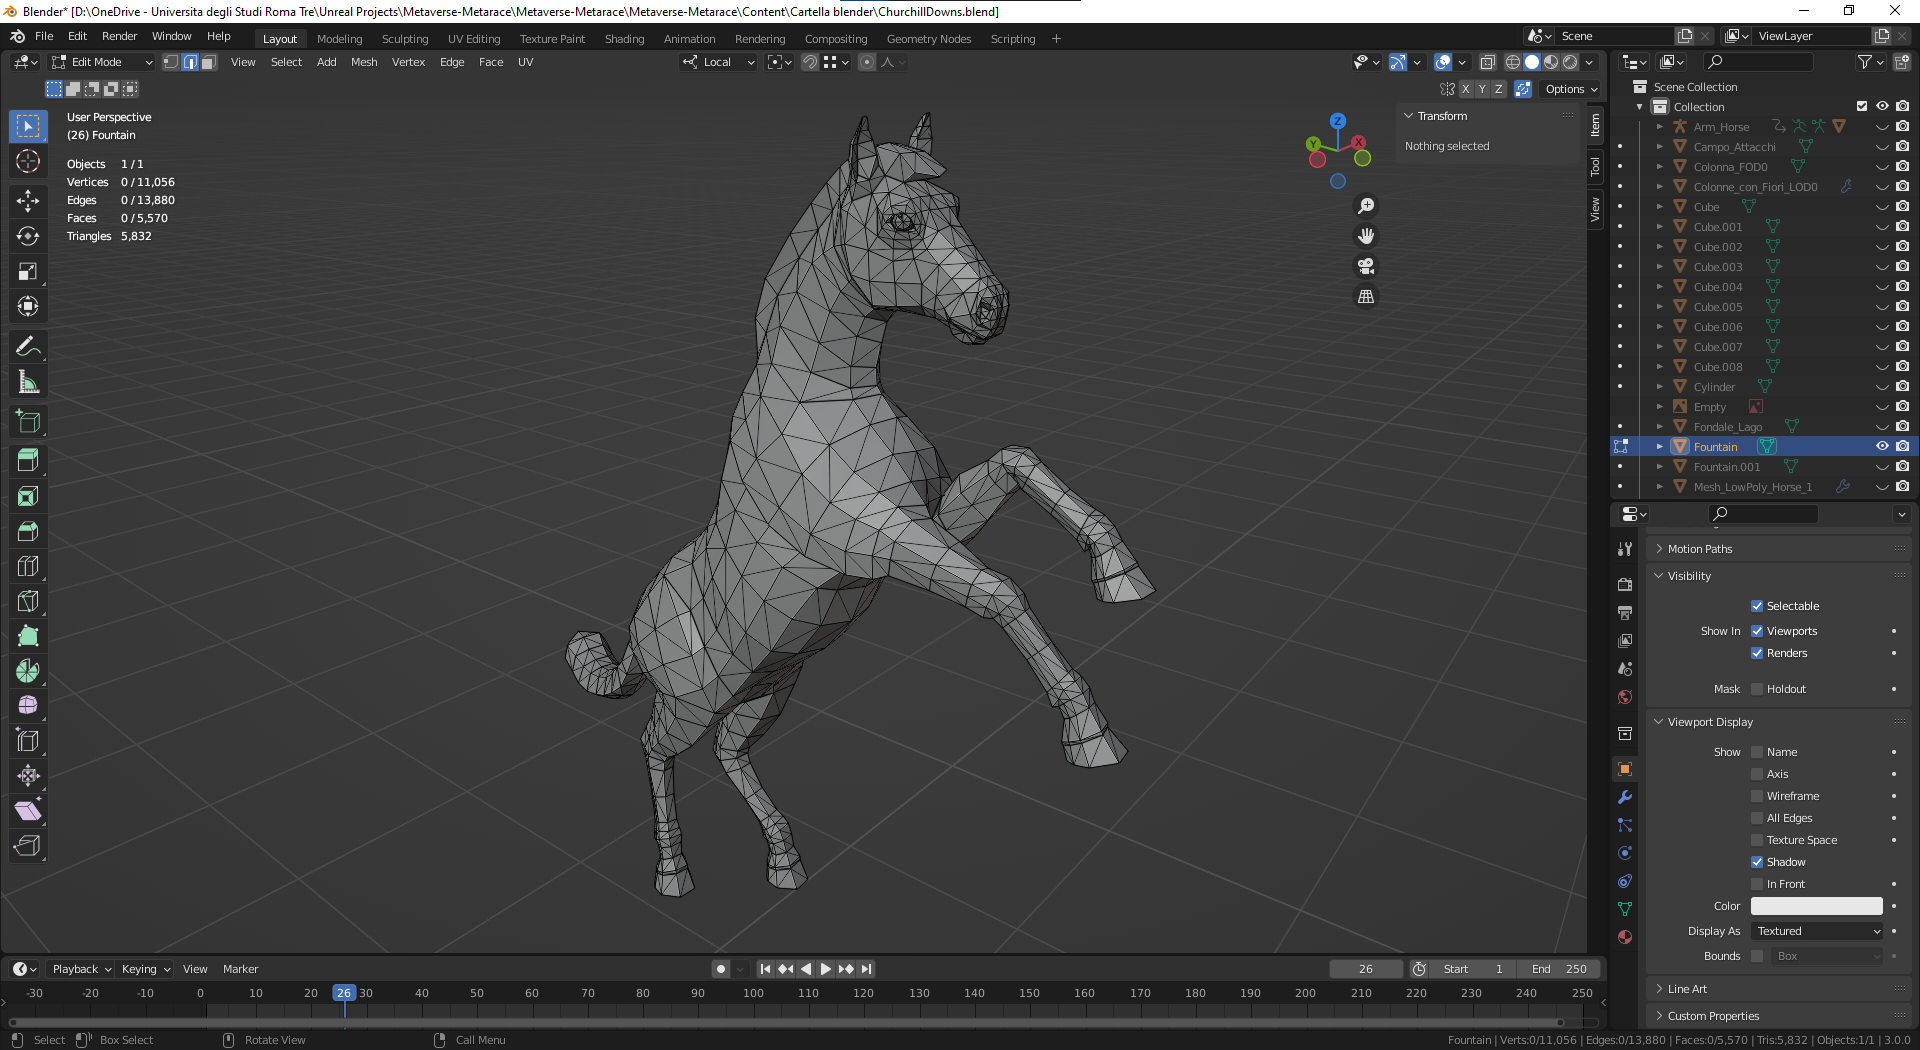 Blender* [D:\OneDrive - Universita degli Studi Roma Tre\Unreal Projects\Metaverse-Metarace\Metaverse-Metarace\Metaverse-Metarace\Content\Cartella blender\ChurchillDowns.blend]
File Edit Render Window Help Layout Modeling Sculpting UV Editing Texture Paint Shading Animation Rendering Compositing Geometry Nodes Scripting + Scene ViewLayer
Edit Mode View Select Add Mesh Vertex Edge Face UV Local
X Y Z Options
User Perspective
(26) Fountain
Objects 1 / 1
Vertices 0 / 11,056
Edges 0 / 13,880
Faces 0 / 5,570
Triangles 5,832
Z
Y
X
Transform
Nothing selected
Item
Tool
View
Scene Collection
Collection
Arm_Horse
Campo_Attacchi
Colonna_FOD0
Colonne_con_Fiori_LOD0
Cube
Cube.001
Cube.002
Cube.003
Cube.004
Cube.005
Cube.006
Cube.007
Cube.008
Cylinder
Empty
Fondale_Lago
Fountain
Fountain.001
Mesh_LowPoly_Horse_1
Motion Paths
Visibility
Selectable
Show In Viewports
Renders
Mask Holdout
Viewport Display
Show Name
Axis
Wireframe
All Edges
Texture Space
Shadow
In Front
Color
Display As Textured
Bounds Box
Line Art
Custom Properties
Playback Keying View Marker 26 Start 1 End 250
-30 -20 -10 0 10 20 26 30 40 50 60 70 80 90 100 110 120 130 140 150 160 170 180 190 200 210 220 230 240 250
Select Box Select Rotate View Call Menu Fountain | Verts:0/11,056 | Edges:0/13,880 | Faces:0/5,570 | Tris:5,832 | Objects:1/1 | 3.0.0